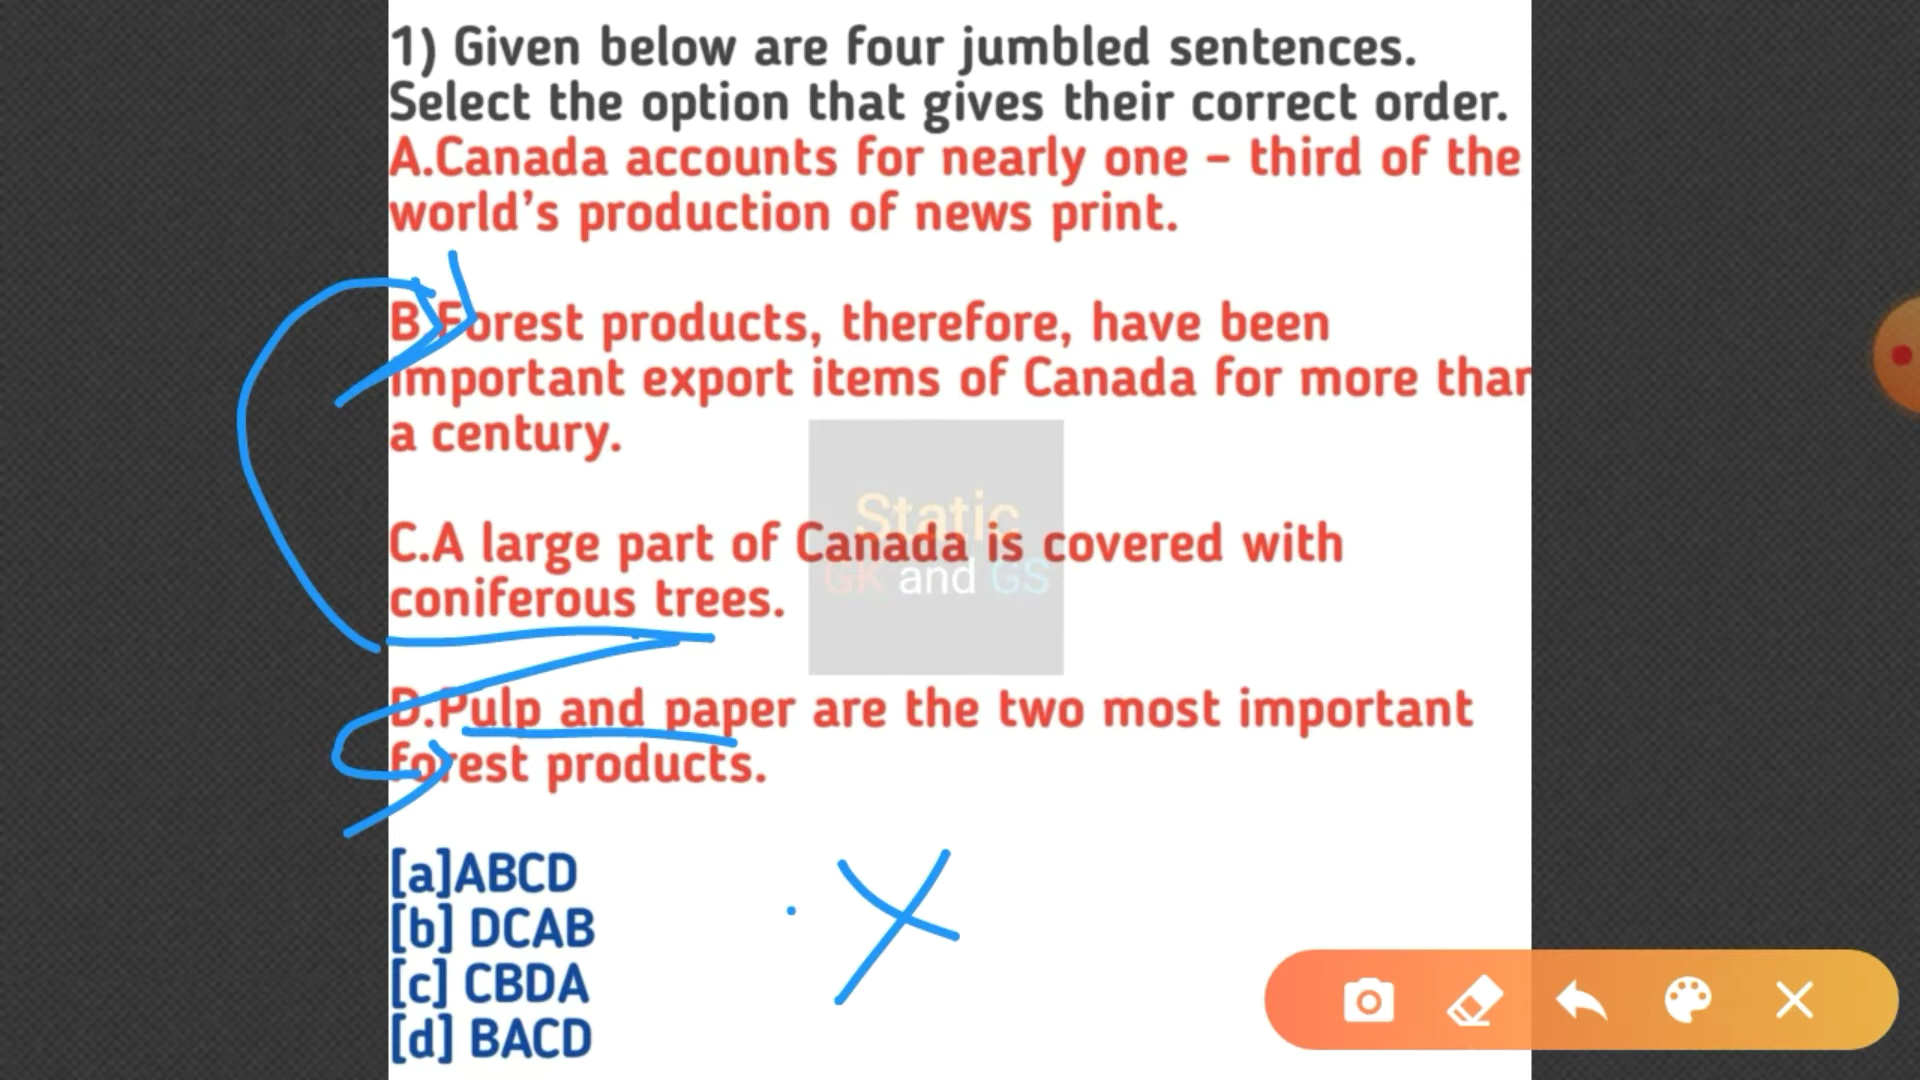 1) Given below are four jumbled sentences.
Select the option that gives their correct order.
A.Canada accounts for nearly one – third of the
world's production of news print.
B.Forest products, therefore, have been
important export items of Canada for more than
a century.
C.A large part of Canada is covered with
coniferous trees.
Static
GK and GS
D.Pulp and paper are the two most important
forest products.
[a]ABCD
[b] DCAB
[c] CBDA
[d] BACD